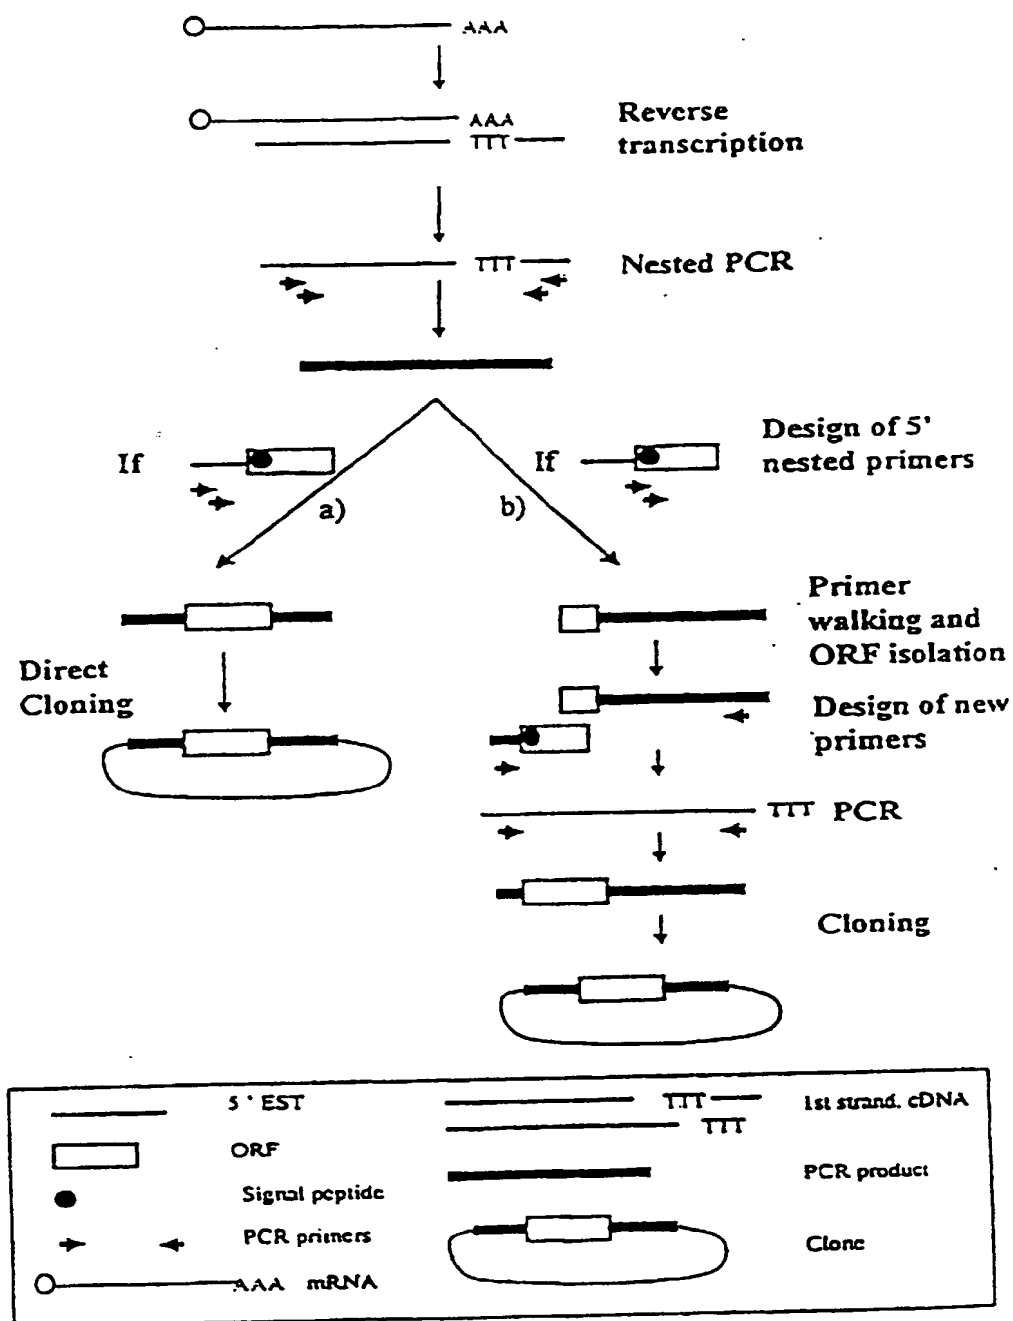 AAA
AAA
TTT
Reverse
transcription
TTT
Nested PCR
If
If
Design of 5'
nested primers
a)
b)
Primer
walking and
ORF isolation
Direct
Cloning
Design of new
primers
TTT PCR
Cloning
5' EST
TTT
1st strand. cDNA
TTT
ORF
PCR product
Signal peptide
PCR primers
Clone
AAA mRNA